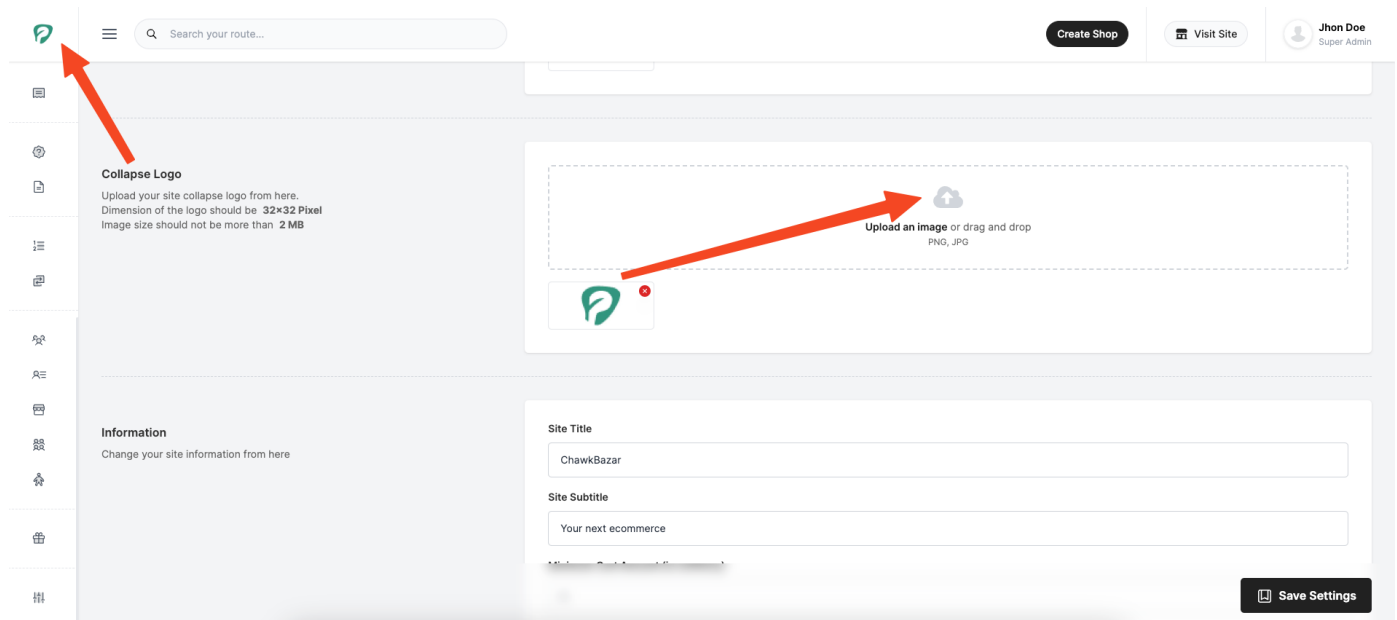 Search your route...
Create Shop
Visit Site
Jhon Doe
Super Admin
Collapse Logo
Upload your site collapse logo from here.
Dimension of the logo should be 32x32 Pixel
Image size should not be more than 2 MB
Upload an image or drag and drop
PNG, JPG
Information
Change your site information from here
Site Title
ChawkBazar
Site Subtitle
Your next ecommerce
Save Settings